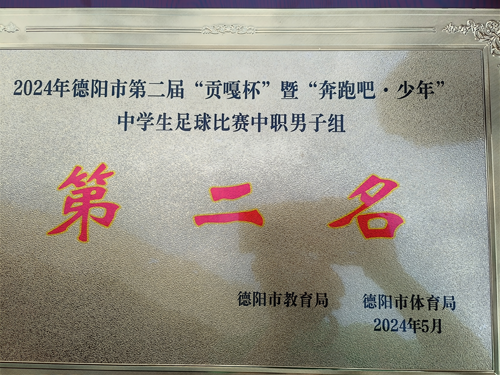 2024年德阳市第二届“贡嘎杯”暨“奔跑吧·少年”
中学生足球比赛中职男子组
第二名
德阳市教育局 德阳市体育局
2024年5月